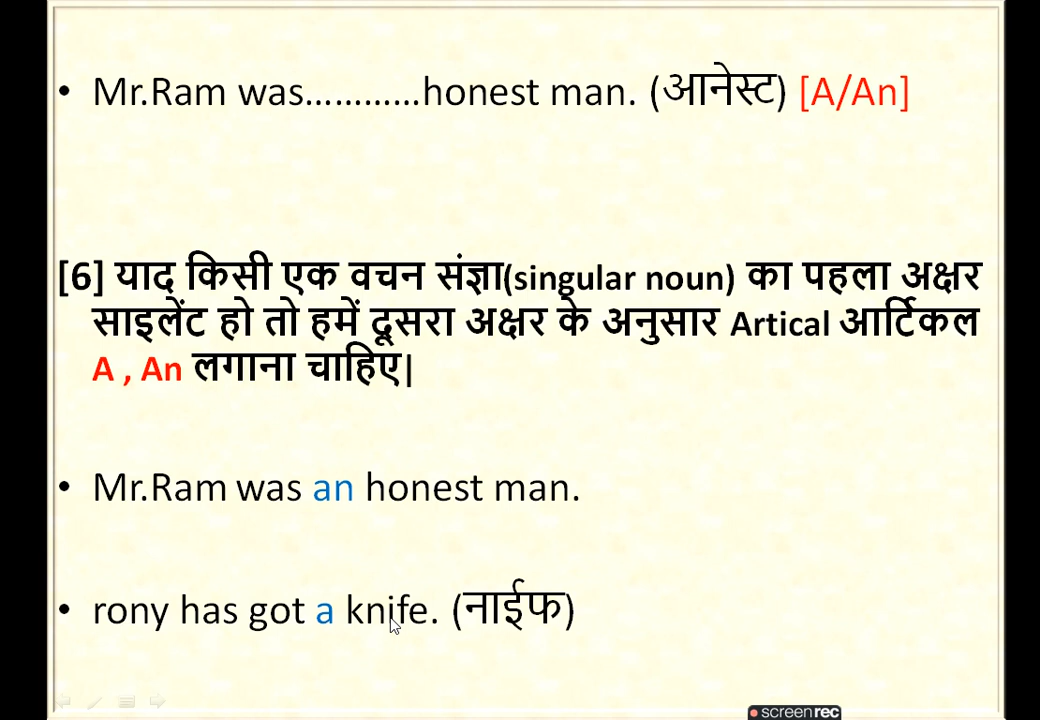 • Mr.Ram was............honest man. (आनेस्ट) [A/An]
[6] याद किसी एक वचन संज्ञा(singular noun) का पहला अक्षर
साइलेंट हो तो हमें दूसरा अक्षर के अनुसार Artical आर्टिकल
A , An लगाना चाहिए|
• Mr.Ram was an honest man.
• rony has got a knife. (नाईफ)
screenrec